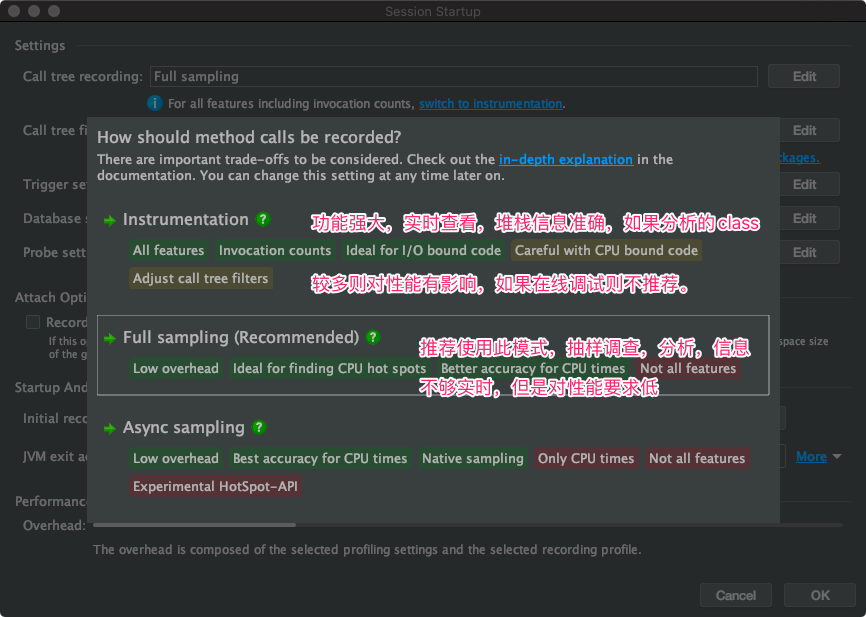 Session Startup
Settings
Call tree recording: Full sampling Edit
For all features including invocation counts, switch to instrumentation.
Call tree fi Edit
How should method calls be recorded?
There are important trade-offs to be considered. Check out the in-depth explanation in the
ckages.
documentation. You can change this setting at any time later on.
Trigger se Edit
Instrumentation ? 功能强大，实时查看，堆栈信息准确，如果分析的class
Database s Edit
All features Invocation counts Ideal for I/O bound code Careful with CPU bound code
Probe sett Edit
Adjust call tree filters 较多则对性能有影响，如果在线调试则不推荐。
Attach Opti
Record
Full sampling (Recommended) ? 推荐使用此模式，抽样调查，分析，信息
If this o space size
of the g
Low overhead Ideal for finding CPU hot spots Better accuracy for CPU times Not all features
Startup And 不够实时，但是对性能要求低
Initial reco
Async sampling ?
JVM exit a More
Low overhead Best accuracy for CPU times Native sampling Only CPU times Not all features
Experimental HotSpot-API
Performanc
Overhead:
The overhead is composed of the selected profiling settings and the selected recording profile.
Cancel OK